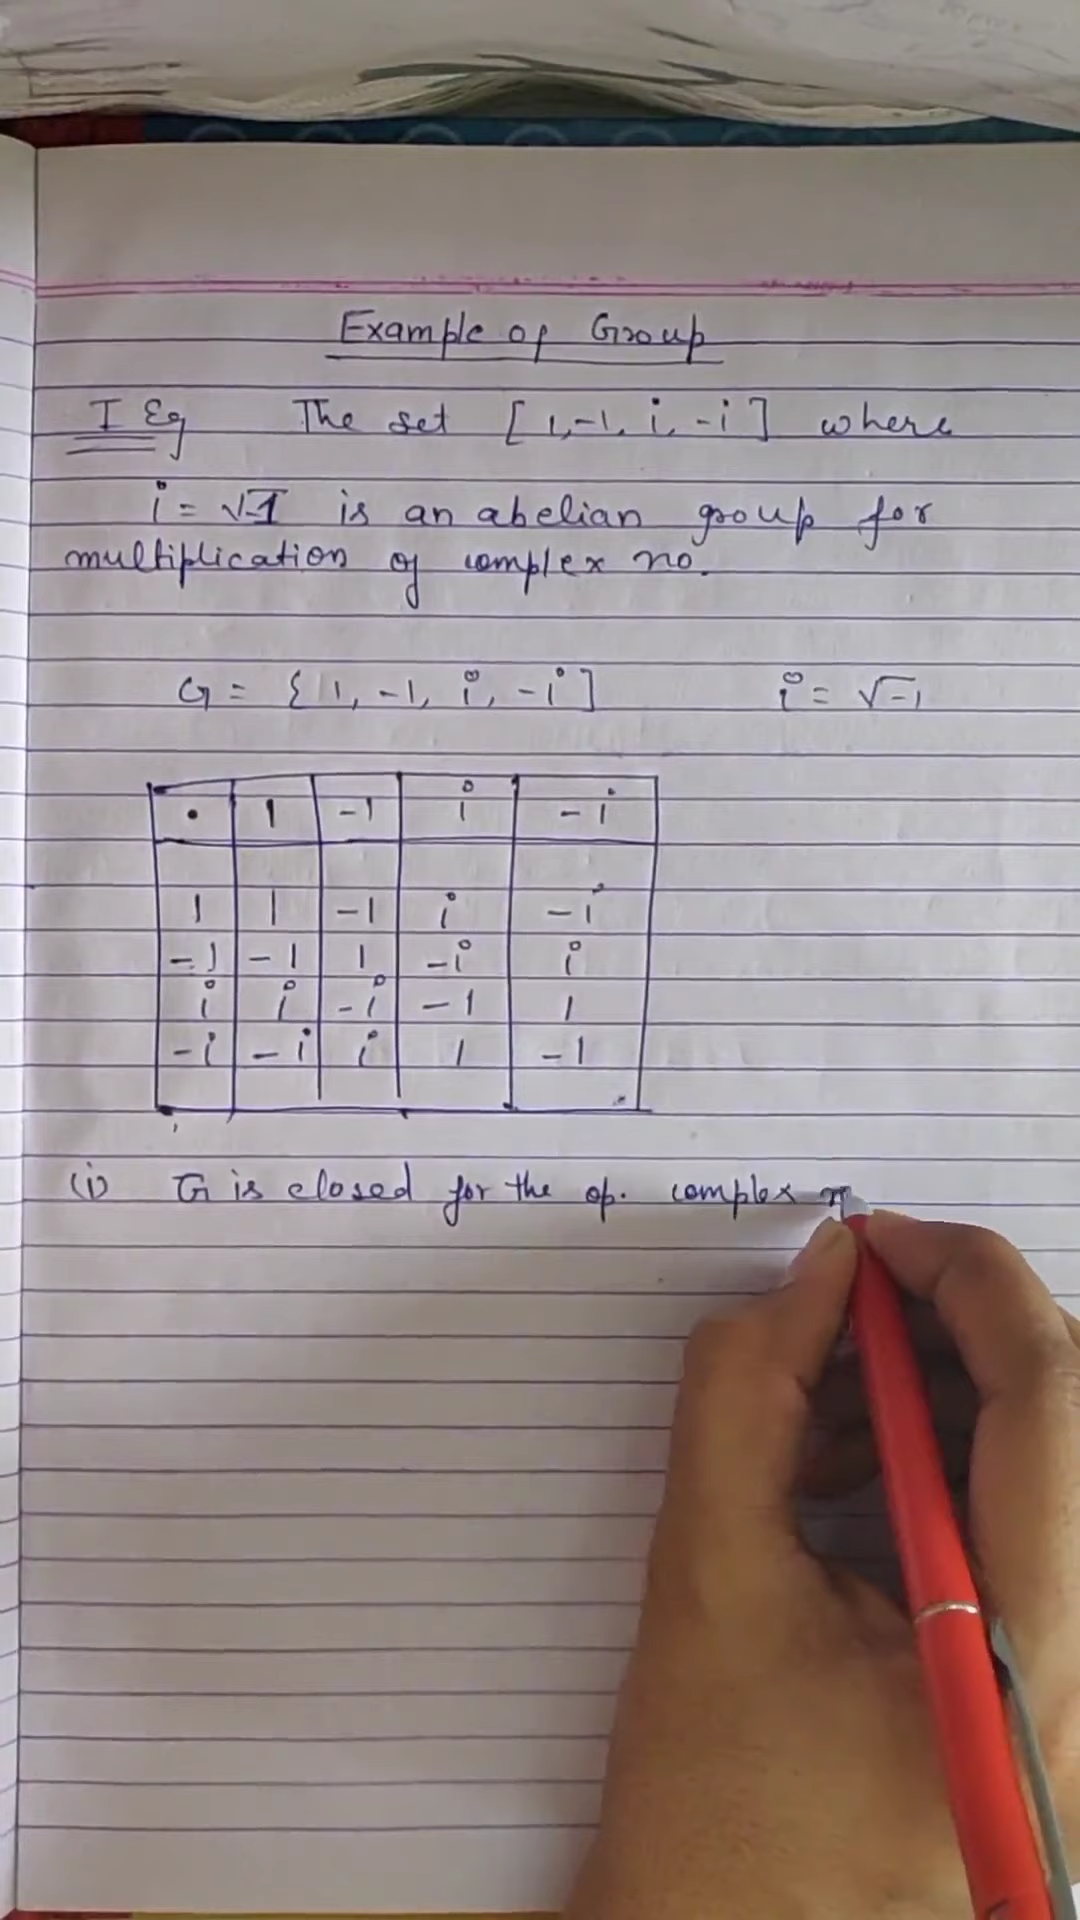 Example of Group
I Eg The set [1,-1, i, -i] where
i = √-1 is an abelian group for
multiplication of complex no.
G = {1, -1, i, -i] i = √-1
• 1 -1 i -i
1 1 -1 i -i
-1 -1 1 -i i
i i -i -1 1
-i -i i 1 -1
(i) G is closed for the op. complex n